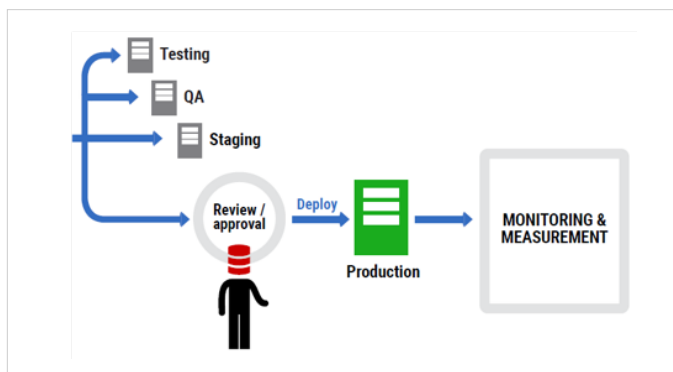 Testing
QA
Staging
Review /
approval
Deploy
Production
MONITORING &
MEASUREMENT